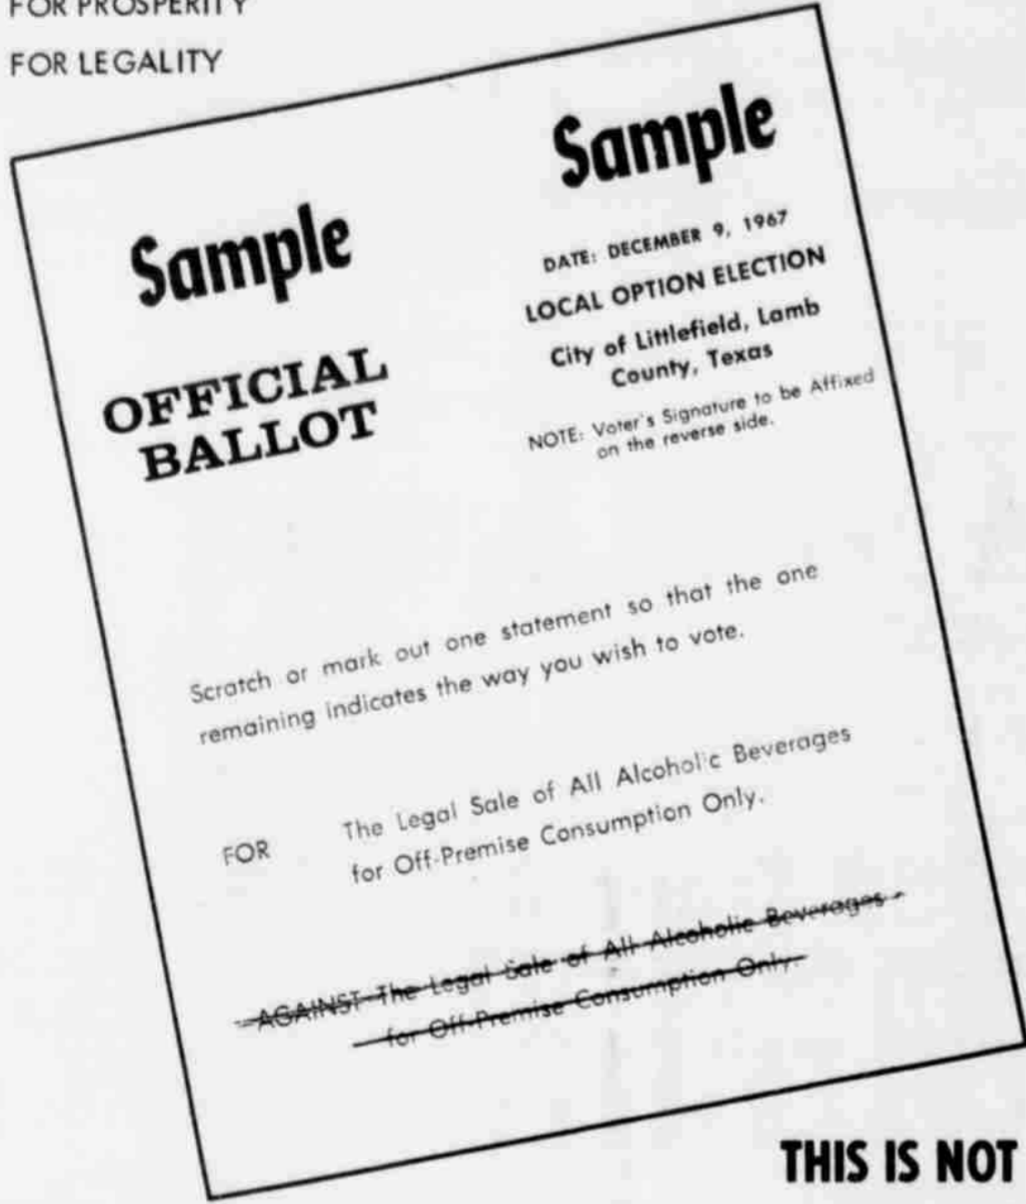 FOR PROSPERITY
FOR LEGALITY
Sample
OFFICIAL
BALLOT
Sample
DATE: DECEMBER 9, 1967
LOCAL OPTION ELECTION
City of Littlefield, Lamb
County, Texas
NOTE: Voter's Signature to be Affixed
on the reverse side.
Scratch or mark out one statement so that the one
remaining indicates the way you wish to vote.
FOR The Legal Sale of All Alcoholic Beverages
for Off-Premise Consumption Only.
AGAINST The Legal Sale of All Alcoholic Beverages
for Off-Premise Consumption Only.
THIS IS NOT